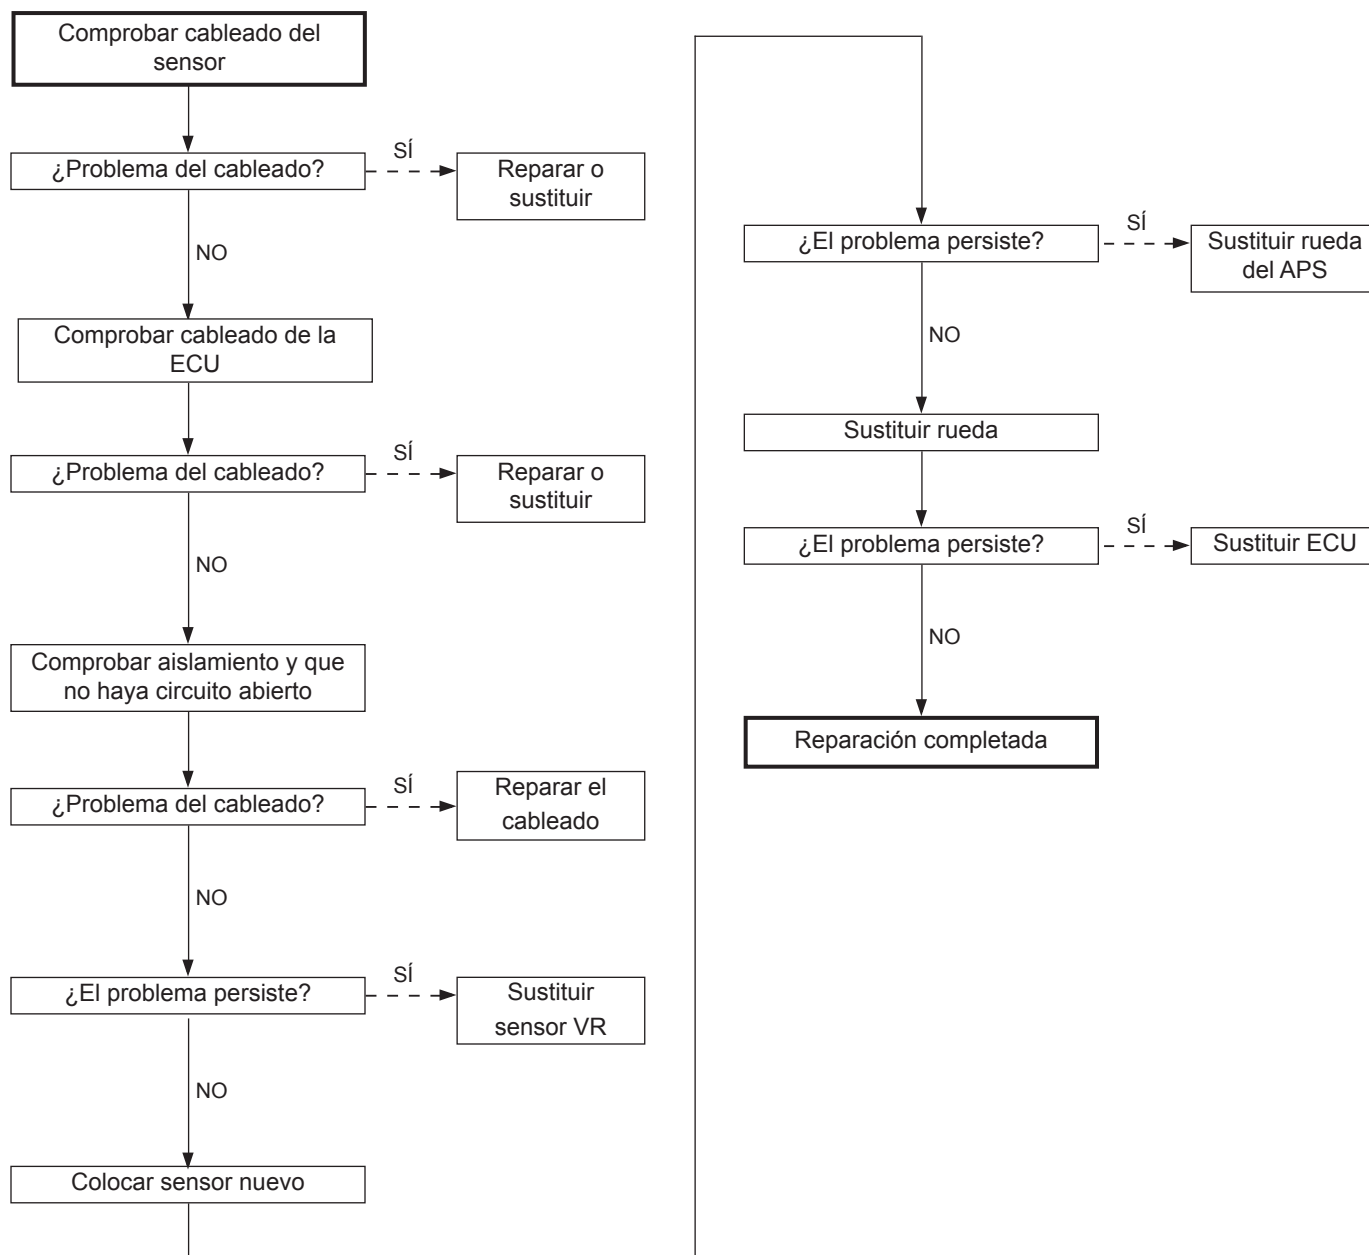 Comprobar cableado del
sensor
¿Problema del cableado?
SÍ
Reparar o
sustituir
NO
Comprobar cableado de la
ECU
¿Problema del cableado?
SÍ
Reparar o
sustituir
NO
Comprobar aislamiento y que
no haya circuito abierto
¿Problema del cableado?
SÍ
Reparar el
cableado
NO
¿El problema persiste?
SÍ
Sustituir
sensor VR
NO
Colocar sensor nuevo
¿El problema persiste?
SÍ
Sustituir rueda
del APS
NO
Sustituir rueda
¿El problema persiste?
SÍ
Sustituir ECU
NO
Reparación completada